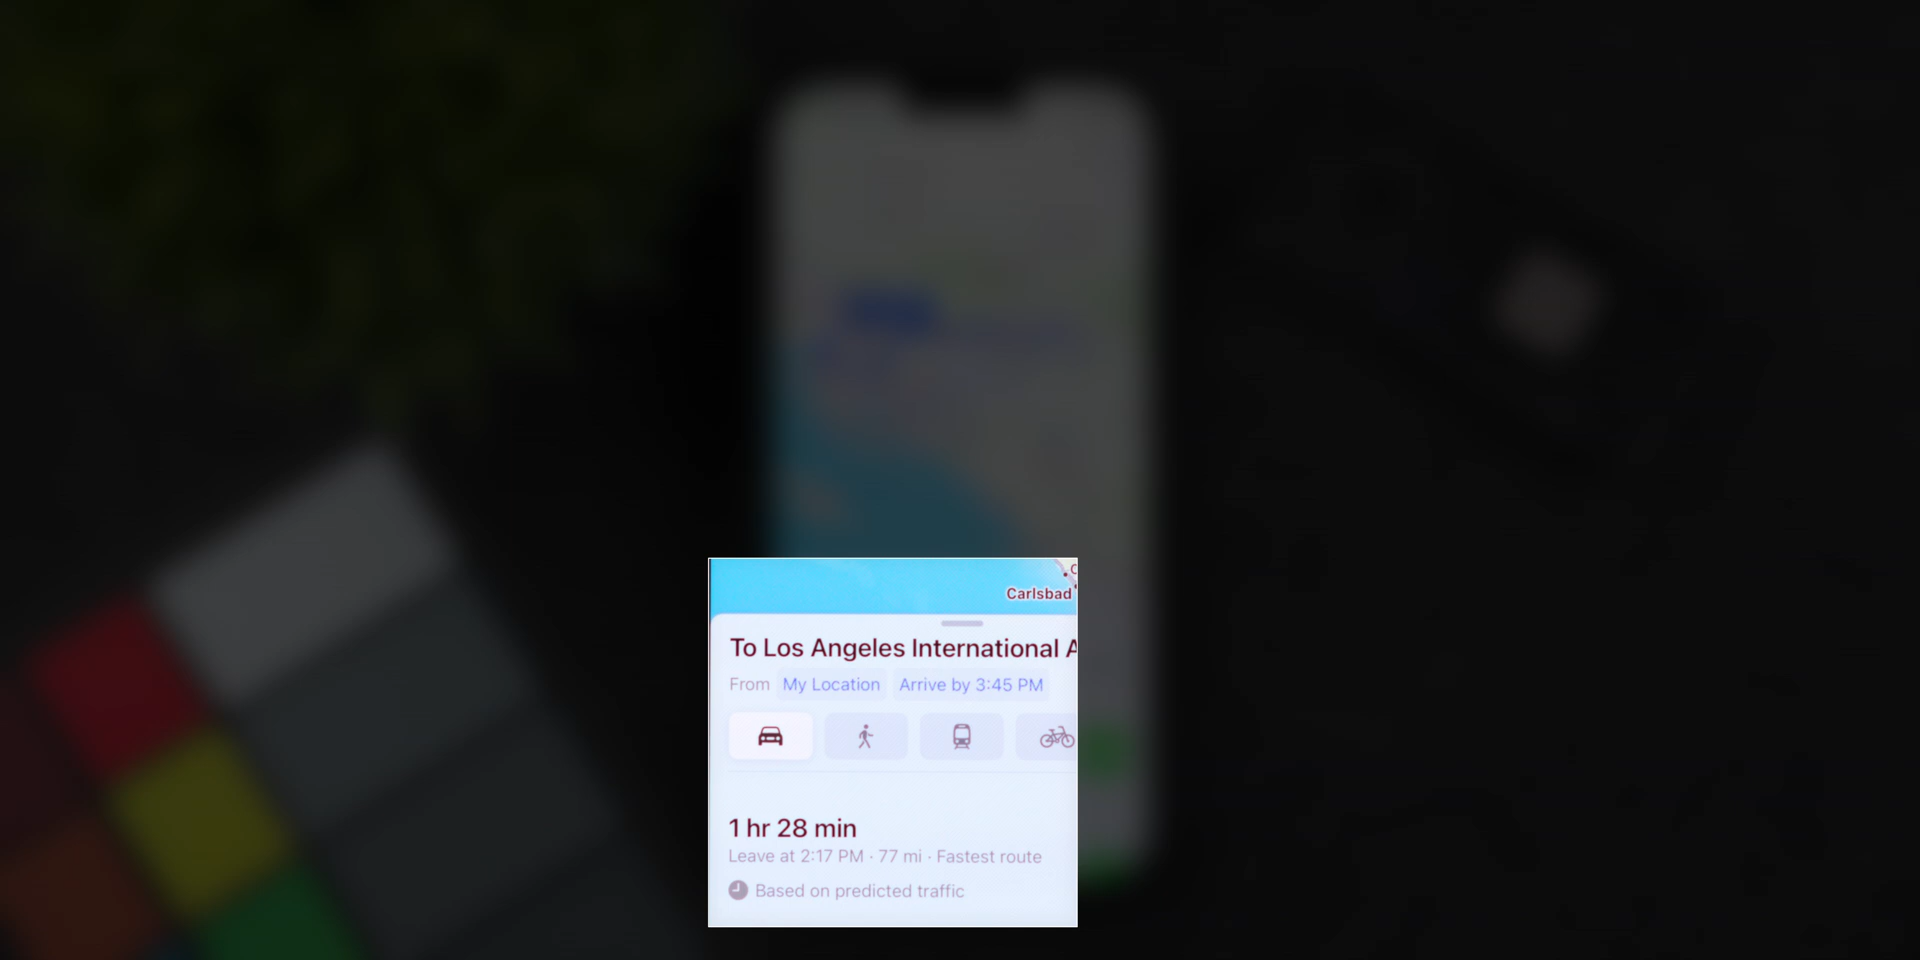 Carlsbad
To Los Angeles International A
From My Location Arrive by 3:45 PM
1 hr 28 min
Leave at 2:17 PM · 77 mi · Fastest route
Based on predicted traffic